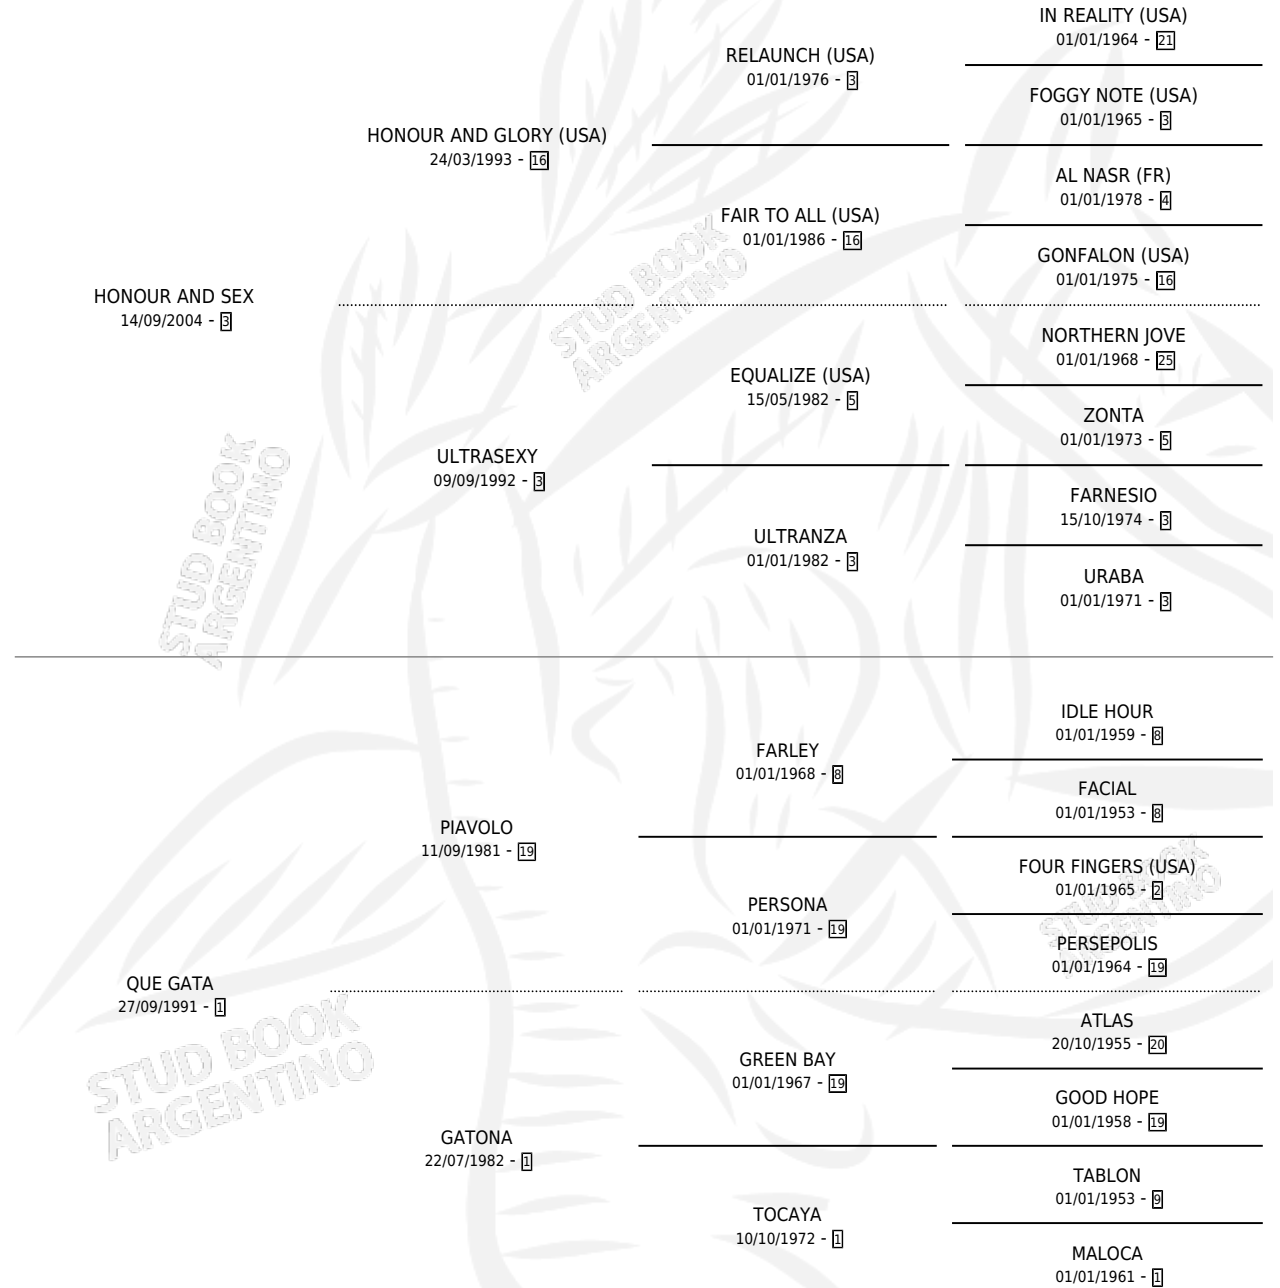 IN REALITY (USA)
01/01/1964 - 21
RELAUNCH (USA)
01/01/1976 - 3
FOGGY NOTE (USA)
01/01/1965 - 3
HONOUR AND GLORY (USA)
24/03/1993 - 16
AL NASR (FR)
01/01/1978 - 4
FAIR TO ALL (USA)
01/01/1986 - 16
GONFALON (USA)
01/01/1975 - 16
HONOUR AND SEX
14/09/2004 - 3
NORTHERN JOVE
01/01/1968 - 25
EQUALIZE (USA)
15/05/1982 - 5
ZONTA
01/01/1973 - 5
ULTRASEXY
09/09/1992 - 3
FARNESIO
15/10/1974 - 3
ULTRANZA
01/01/1982 - 3
URABA
01/01/1971 - 3
IDLE HOUR
01/01/1959 - 8
FARLEY
01/01/1968 - 8
FACIAL
01/01/1953 - 8
PIAVOLO
11/09/1981 - 19
FOUR FINGERS (USA)
01/01/1965 - 2
PERSONA
01/01/1971 - 19
PERSEPOLIS
01/01/1964 - 19
QUE GATA
27/09/1991 - 1
ATLAS
20/10/1955 - 20
GREEN BAY
01/01/1967 - 19
GOOD HOPE
01/01/1958 - 19
GATONA
22/07/1982 - 1
TABLON
01/01/1953 - 9
TOCAYA
10/10/1972 - 1
MALOCA
01/01/1961 - 1
STUD BOOK
ARGENTINO
STUD BOOK
ARGENTINO
STUD BOOK
ARGENTINO
STUD BOOK
ARGENTINO